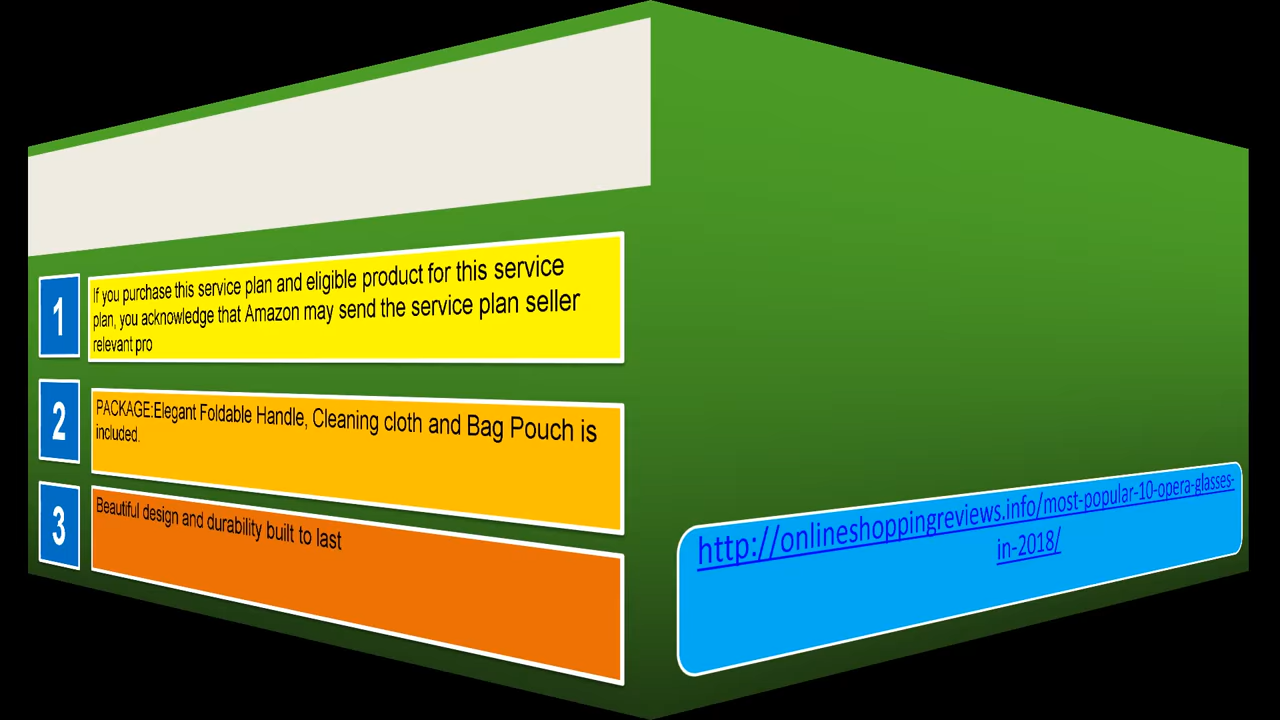 1
If you purchase this service plan and eligible product for this service
plan, you acknowledge that Amazon may send the service plan seller
relevant pro
2
PACKAGE:Elegant Foldable Handle, Cleaning cloth and Bag Pouch is
included.
3
Beautiful design and durability built to last
http://onlineshoppingreviews.info/most-popular-10-opera-glasses-
in-2018/